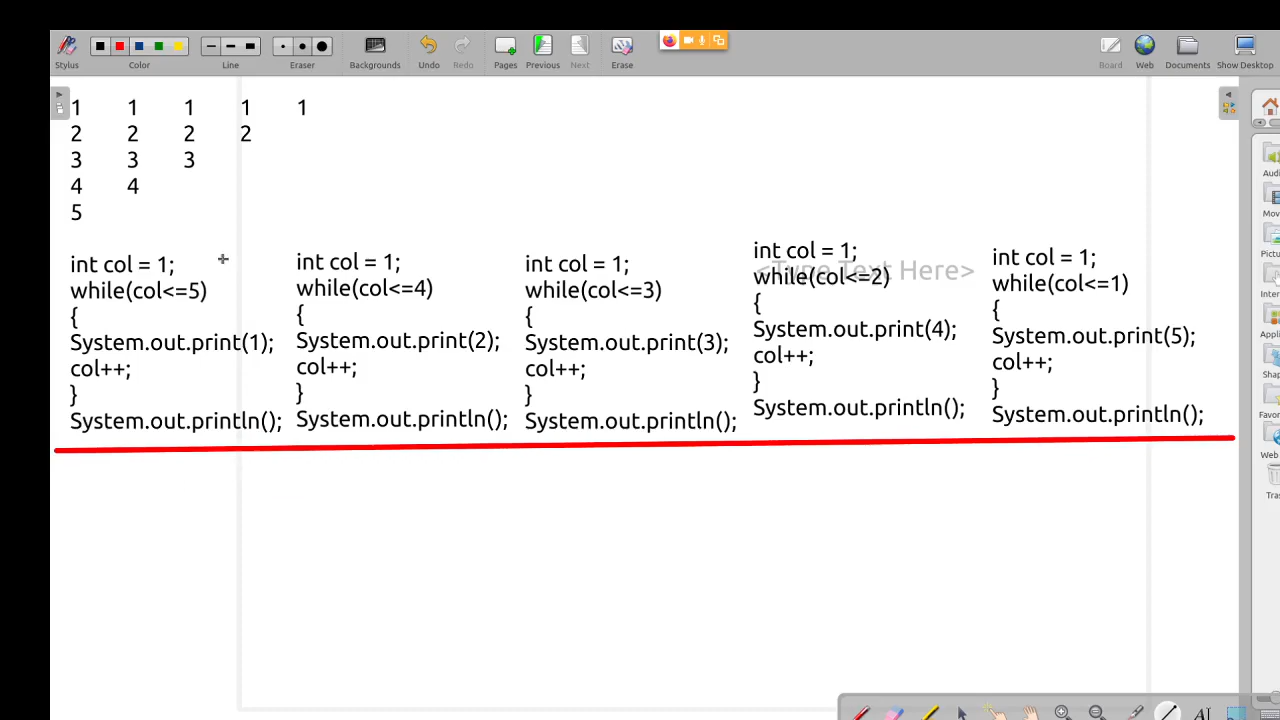 Stylus Color Line Eraser Backgrounds Undo Redo Pages Previous Next Erase Board Web Documents Show Desktop
1 1 1 1 1
2 2 2 2
3 3 3
4 4
5
int col = 1;
while(col<=5)
{
System.out.print(1);
col++;
}
System.out.println();
int col = 1;
while(col<=4)
{
System.out.print(2);
col++;
}
System.out.println();
int col = 1;
while(col<=3)
{
System.out.print(3);
col++;
}
System.out.println();
int col = 1;
<Type Text Here>
while(col<=2)
{
System.out.print(4);
col++;
}
System.out.println();
int col = 1;
while(col<=1)
{
System.out.print(5);
col++;
}
System.out.println();